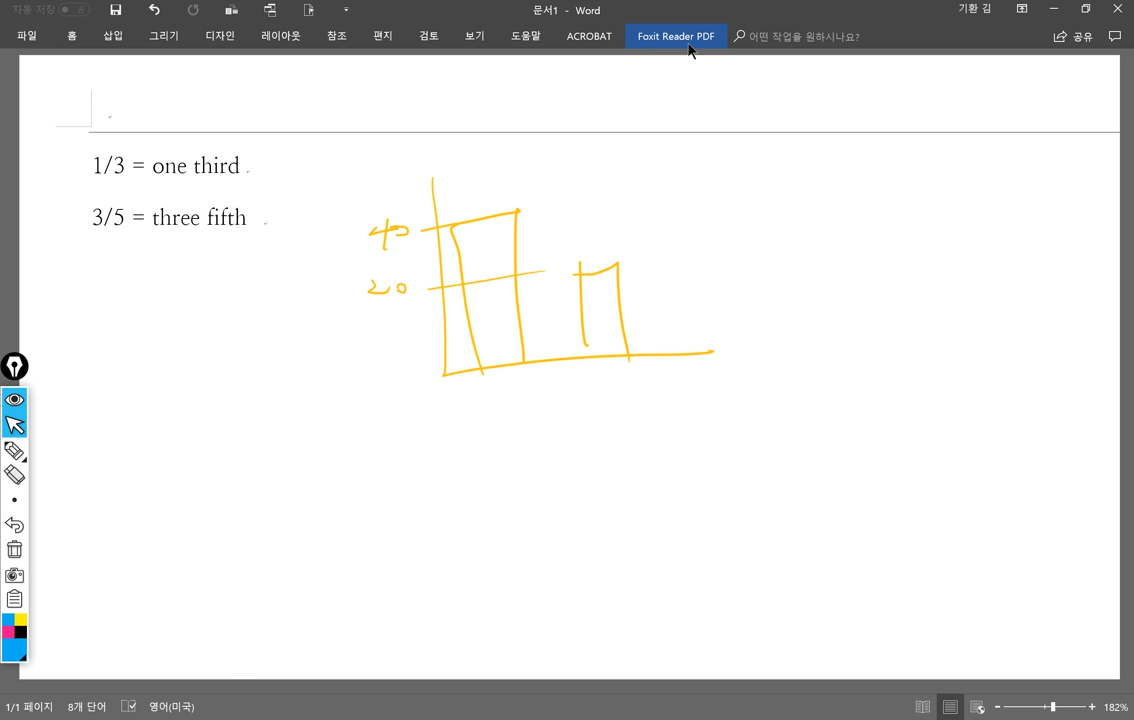 자동 저장
문서1 - Word
기환 김
파일 홈 삽입 그리기 디자인 레이아웃 참조 편지 검토 보기 도움말 ACROBAT Foxit Reader PDF 어떤 작업을 원하시나요? 공유
1/3 = one third
3/5 = three fifth
40
20
1/1 페이지 8개 단어 영어(미국) 182%